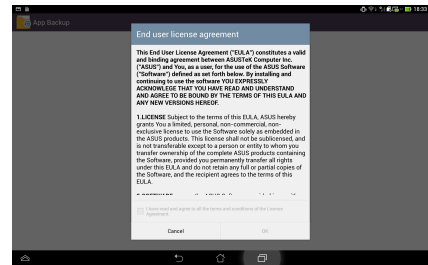 18:53
App Backup
End user license agreement
This End User License Agreement ("EULA") constitutes a valid
and binding agreement between ASUSTeK Computer Inc.
("ASUS") and You, as a user, for the use of the ASUS Software
("Software") defined as set forth below. By installing and
continuing to use the software YOU EXPRESSLY
ACKNOWLEGE THAT YOU HAVE READ AND UNDERSTAND
AND AGREE TO BE BOUND BY THE TERMS OF THIS EULA AND
ANY NEW VERSIONS HEREOF.
1.LICENSE Subject to the terms of this EULA, ASUS hereby
grants You a limited, personal, non-commercial, non-
exclusive license to use the Software solely as embedded in
the ASUS products. This license shall not be sublicensed, and
is not transferable except to a person or entity to whom you
transfer ownership of the complete ASUS products containing
the Software, provided you permanently transfer all rights
under this EULA and do not retain any full or partial copies of
the Software, and the recipient agrees to the terms of this
EULA.
I have read and agree to all the terms and conditions of the License
Agreement.
Cancel
OK